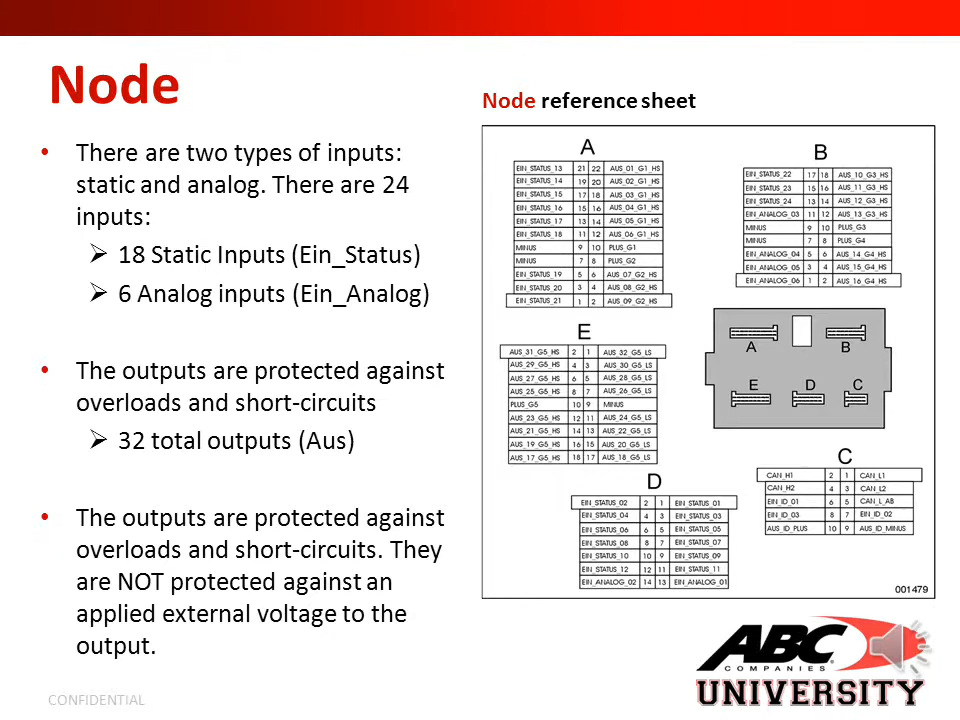 Node
• There are two types of inputs:
static and analog. There are 24
inputs:
➢ 18 Static Inputs (Ein_Status)
➢ 6 Analog inputs (Ein_Analog)
• The outputs are protected against
overloads and short-circuits
➢ 32 total outputs (Aus)
• The outputs are protected against
overloads and short-circuits. They
are NOT protected against an
applied external voltage to the
output.
CONFIDENTIAL
Node reference sheet
A
EIN_STATUS_13 21 22 AUS_01_G1_HS
EIN_STATUS_14 19 20 AUS_02_G1_HS
EIN_STATUS_15 17 18 AUS_03_G1_HS
EIN_STATUS_16 15 16 AUS_04_G1_HS
EIN_STATUS_17 13 14 AUS_05_G1_HS
EIN_STATUS_18 11 12 AUS_06_G1_HS
MINUS 9 10 PLUS_G1
MINUS 7 8 PLUS_G2
EIN_STATUS_19 5 6 AUS_07_G2_HS
EIN_STATUS_20 3 4 AUS_08_G2_HS
EIN_STATUS_21 1 2 AUS_09_G2_HS
B
EIN_STATUS_22 17 18 AUS_10_G3_HS
EIN_STATUS_23 15 16 AUS_11_G3_HS
EIN_STATUS_24 13 14 AUS_12_G3_HS
EIN_ANALOG_03 11 12 AUS_13_G3_HS
MINUS 9 10 PLUS_G3
MINUS 7 8 PLUS_G4
EIN_ANALOG_04 5 6 AUS_14_G4_HS
EIN_ANALOG_05 3 4 AUS_15_G4_HS
EIN_ANALOG_06 1 2 AUS_16_G4_HS
A B
E D C
E
AUS_31_G5_HS 2 1 AUS_32_G5_LS
AUS_29_G5_HS 4 3 AUS_30_G5_LS
AUS_27_G5_HS 6 5 AUS_28_G5_LS
AUS_25_G5_HS 8 7 AUS_26_G5_LS
PLUS_G5 10 9 MINUS
AUS_23_G5_HS 12 11 AUS_24_G5_LS
AUS_21_G5_HS 14 13 AUS_22_G5_LS
AUS_19_G5_HS 16 15 AUS_20_G5_LS
AUS_17_G5_HS 18 17 AUS_18_G5_LS
D
EIN_STATUS_02 2 1 EIN_STATUS_01
EIN_STATUS_04 4 3 EIN_STATUS_03
EIN_STATUS_06 6 5 EIN_STATUS_05
EIN_STATUS_08 8 7 EIN_STATUS_07
EIN_STATUS_10 10 9 EIN_STATUS_09
EIN_STATUS_12 12 11 EIN_STATUS_11
EIN_ANALOG_02 14 13 EIN_ANALOG_01
C
CAN_H1 2 1 CAN_L1
CAN_H2 4 3 CAN_L2
EIN_ID_01 6 5 CAN_L_AB
EIN_ID_03 8 7 EIN_ID_02
AUS_ID_PLUS 10 9 AUS_ID_MINUS
001479
ABC
COMPANIES
UNIVERSITY